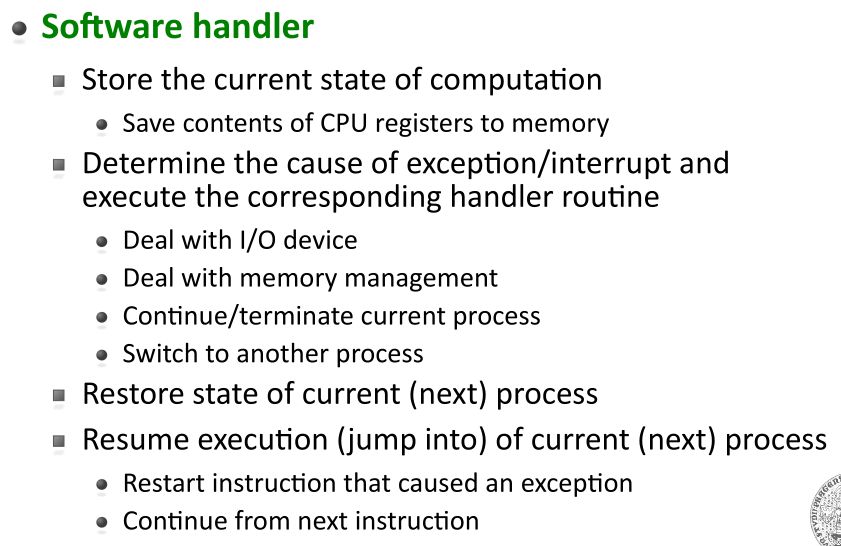 Software handler
Store the current state of computation
Save contents of CPU registers to memory
Determine the cause of exception/interrupt and
execute the corresponding handler routine
Deal with I/O device
Deal with memory management
Continue/terminate current process
Switch to another process
Restore state of current (next) process
Resume execution (jump into) of current (next) process
Restart instruction that caused an exception
Continue from next instruction